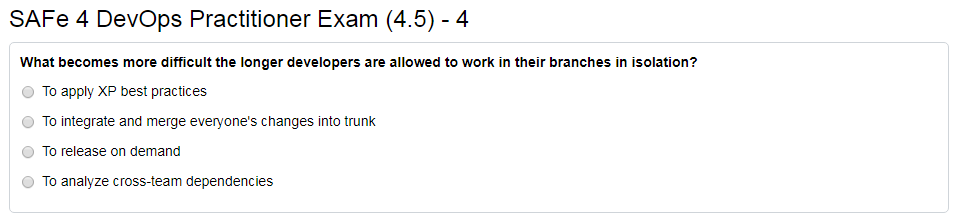 SAFe 4 DevOps Practitioner Exam (4.5) - 4
What becomes more difficult the longer developers are allowed to work in their branches in isolation?
To apply XP best practices
To integrate and merge everyone's changes into trunk
To release on demand
To analyze cross-team dependencies